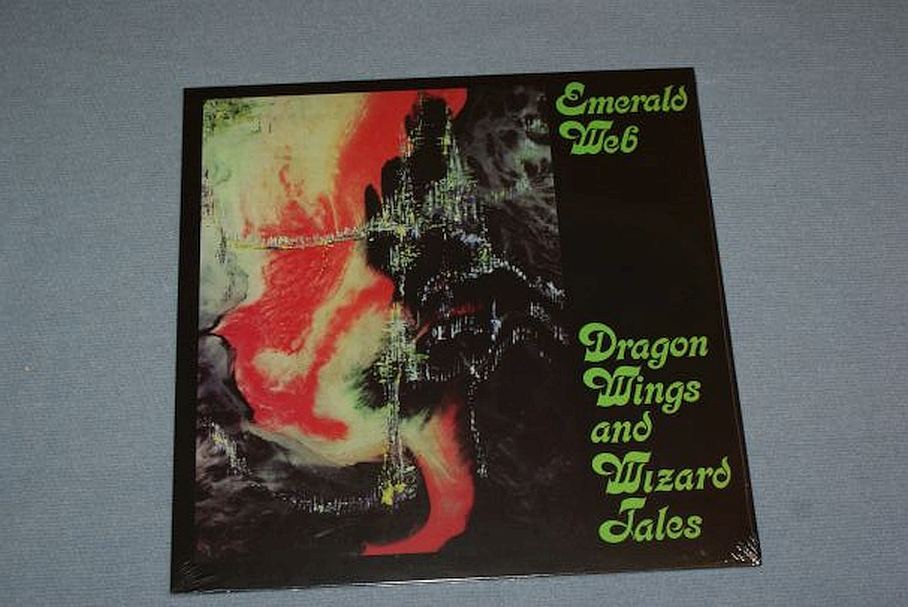 Emerald
Web
Dragon
Wings
and
Wizard
Tales